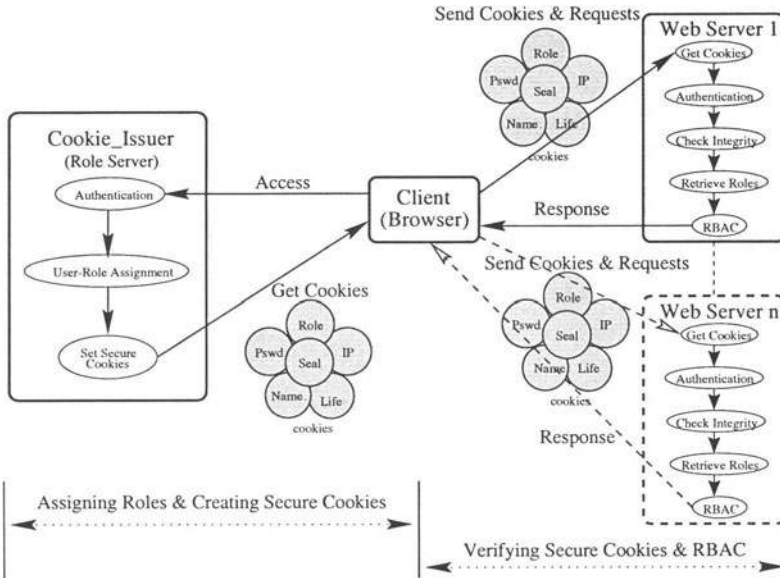 Send Cookies & Requests
Role
Pswd
IP
Seal
Name
Life
cookies
Web Server 1
Get Cookies
Authentication
Check Integrity
Retrieve Roles
RBAC
Cookie_Issuer
(Role Server)
Authentication
User-Role Assignment
Set Secure
Cookies
Access
Client
(Browser)
Response
Get Cookies
Role
Pswd
IP
Seal
Name
Life
cookies
Send Cookies & Requests
Role
Pswd
IP
Seal
Name
Life
cookies
Response
Web Server n
Get Cookies
Authentication
Check Integrity
Retrieve Roles
RBAC
Assigning Roles & Creating Secure Cookies
Verifying Secure Cookies & RBAC